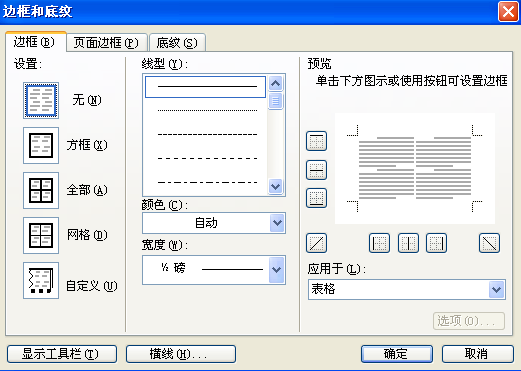 边框和底纹
边框(B)
页面边框(P)
底纹(S)
设置:
无(N)
方框(X)
全部(A)
网格(D)
自定义(U)
线型(Y):
颜色(C):
自动
宽度(W):
½ 磅
预览
单击下方图示或使用按钮可设置边框
应用于(L):
表格
选项(O)...
显示工具栏(T)
横线(H)...
确定
取消